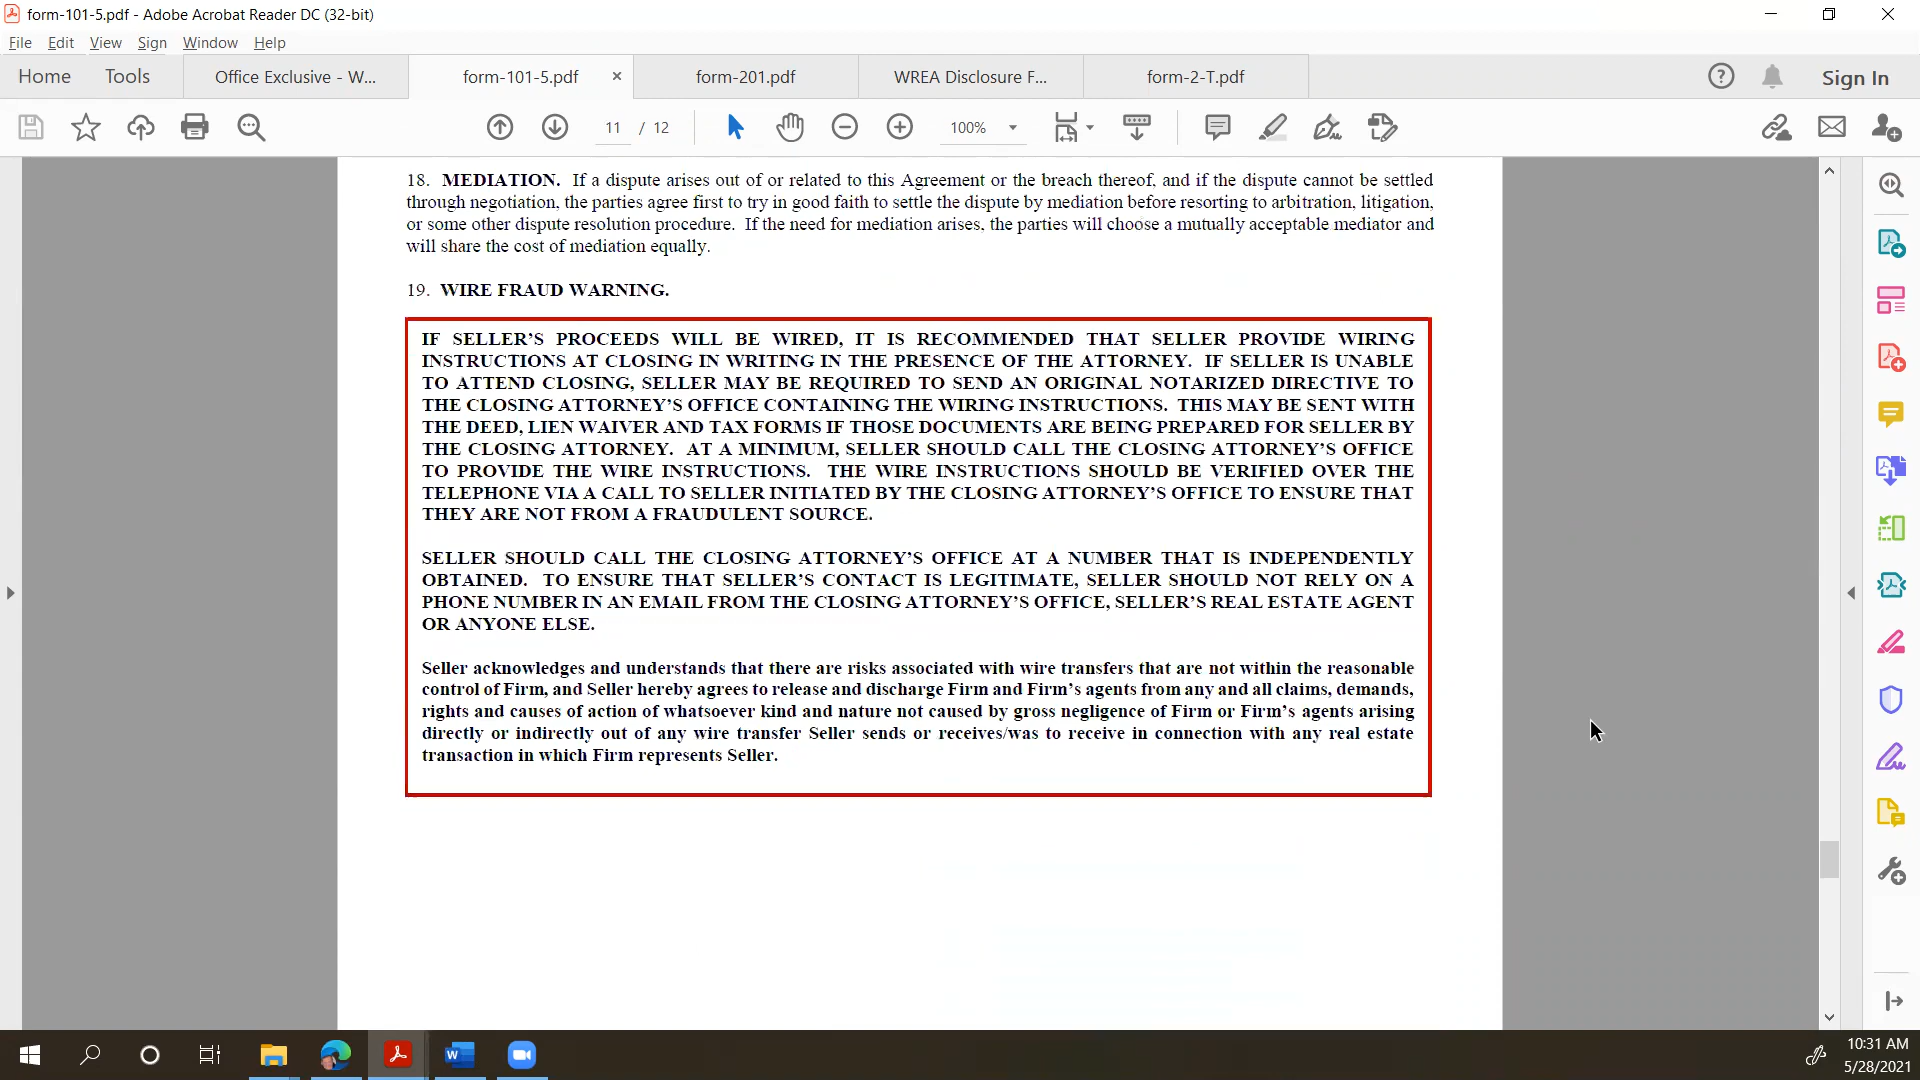 form-101-5.pdf - Adobe Acrobat Reader DC (32-bit)
File Edit View Sign Window Help
Home Tools Office Exclusive - W... form-101-5.pdf × form-201.pdf WREA Disclosure F... form-2-T.pdf Sign In
11 / 12 100%
18. MEDIATION. If a dispute arises out of or related to this Agreement or the breach thereof, and if the dispute cannot be settled
through negotiation, the parties agree first to try in good faith to settle the dispute by mediation before resorting to arbitration, litigation,
or some other dispute resolution procedure. If the need for mediation arises, the parties will choose a mutually acceptable mediator and
will share the cost of mediation equally.
19. WIRE FRAUD WARNING.
IF SELLER’S PROCEEDS WILL BE WIRED, IT IS RECOMMENDED THAT SELLER PROVIDE WIRING
INSTRUCTIONS AT CLOSING IN WRITING IN THE PRESENCE OF THE ATTORNEY. IF SELLER IS UNABLE
TO ATTEND CLOSING, SELLER MAY BE REQUIRED TO SEND AN ORIGINAL NOTARIZED DIRECTIVE TO
THE CLOSING ATTORNEY’S OFFICE CONTAINING THE WIRING INSTRUCTIONS. THIS MAY BE SENT WITH
THE DEED, LIEN WAIVER AND TAX FORMS IF THOSE DOCUMENTS ARE BEING PREPARED FOR SELLER BY
THE CLOSING ATTORNEY. AT A MINIMUM, SELLER SHOULD CALL THE CLOSING ATTORNEY’S OFFICE
TO PROVIDE THE WIRE INSTRUCTIONS. THE WIRE INSTRUCTIONS SHOULD BE VERIFIED OVER THE
TELEPHONE VIA A CALL TO SELLER INITIATED BY THE CLOSING ATTORNEY’S OFFICE TO ENSURE THAT
THEY ARE NOT FROM A FRAUDULENT SOURCE.
SELLER SHOULD CALL THE CLOSING ATTORNEY’S OFFICE AT A NUMBER THAT IS INDEPENDENTLY
OBTAINED. TO ENSURE THAT SELLER’S CONTACT IS LEGITIMATE, SELLER SHOULD NOT RELY ON A
PHONE NUMBER IN AN EMAIL FROM THE CLOSING ATTORNEY’S OFFICE, SELLER’S REAL ESTATE AGENT
OR ANYONE ELSE.
Seller acknowledges and understands that there are risks associated with wire transfers that are not within the reasonable
control of Firm, and Seller hereby agrees to release and discharge Firm and Firm’s agents from any and all claims, demands,
rights and causes of action of whatsoever kind and nature not caused by gross negligence of Firm or Firm’s agents arising
directly or indirectly out of any wire transfer Seller sends or receives/was to receive in connection with any real estate
transaction in which Firm represents Seller.
10:31 AM
5/28/2021